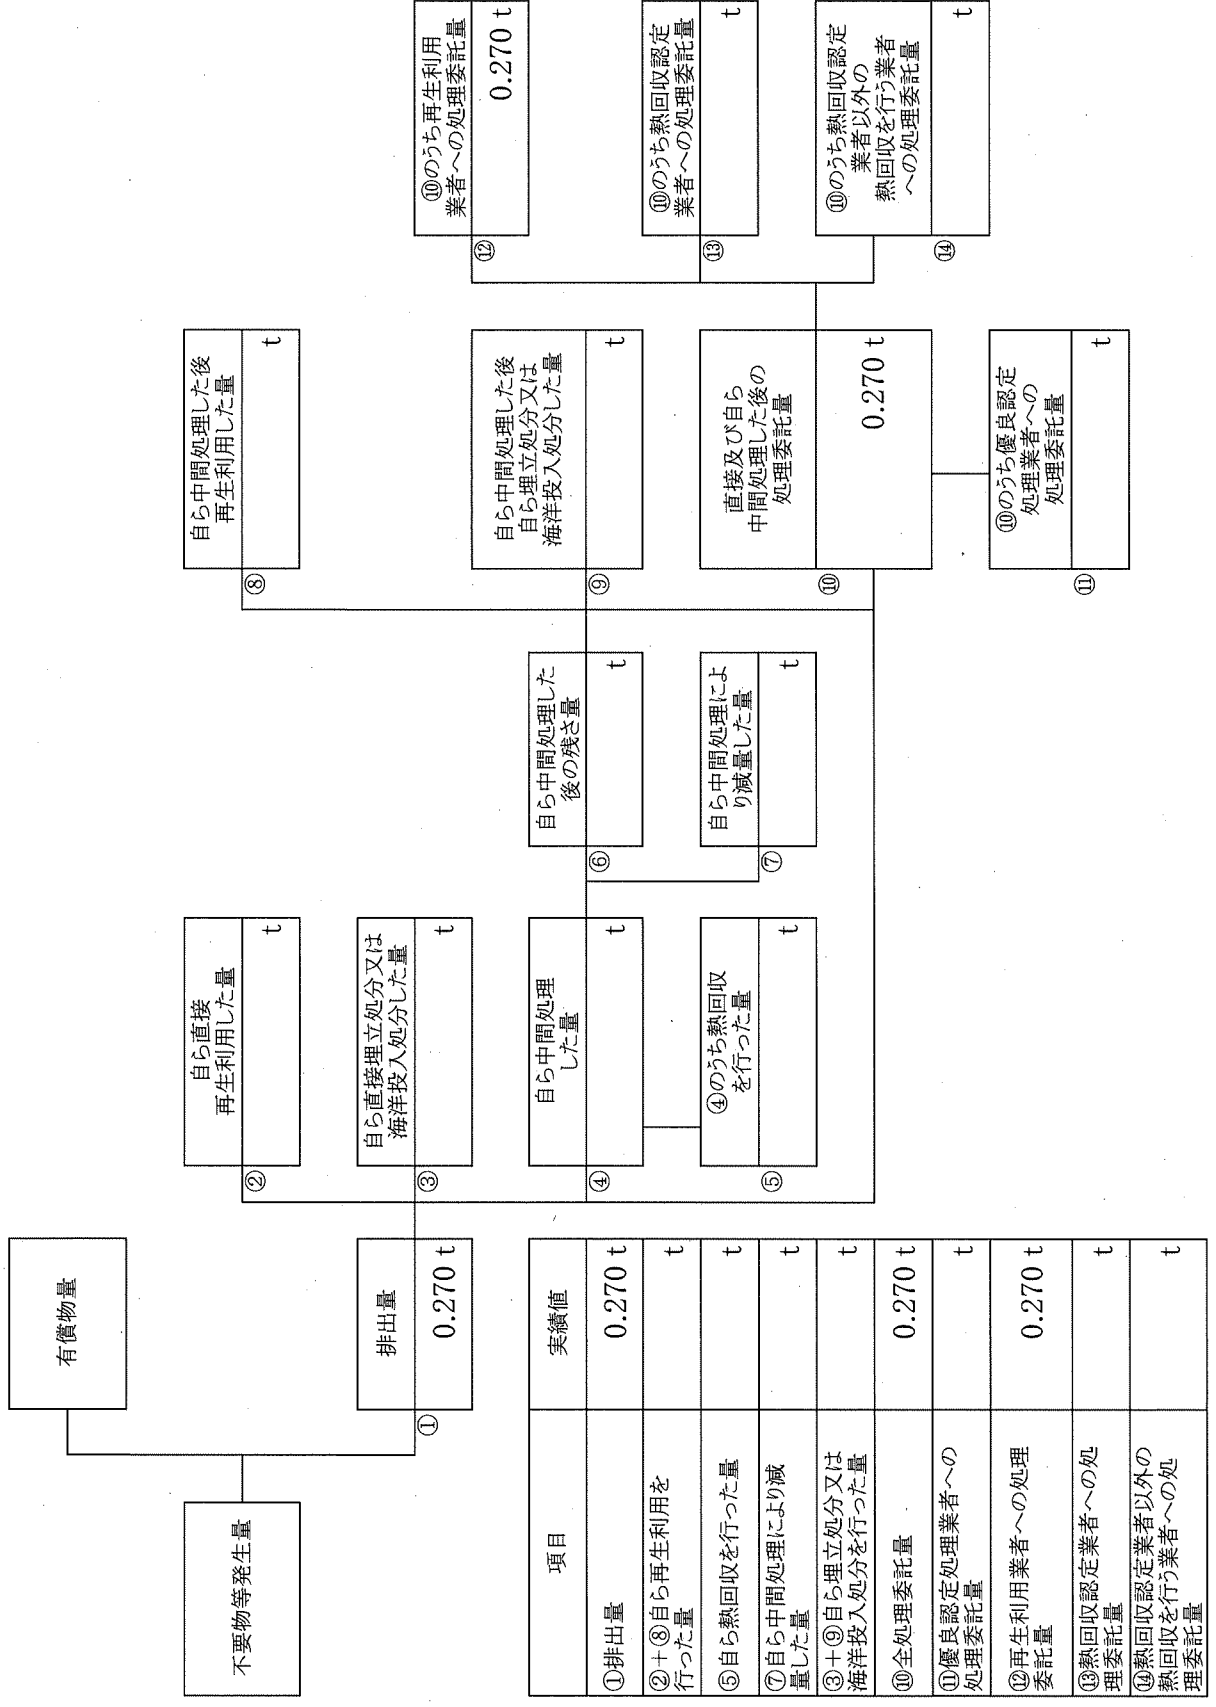 有償物量
不要物等発生量
排出量
①
0.270 t
自ら直接
再生利用した量
②
t
自ら直接埋立処分又は
海洋投入処分した量
③
t
自ら中間処理
した量
④
t
④のうち熱回収
を行った量
⑤
t
自ら中間処理した
後の残さ量
⑥
t
自ら中間処理によ
り減量した量
⑦
t
自ら中間処理した後
再生利用した量
⑧
t
自ら中間処理した後
自ら埋立処分又は
海洋投入処分した量
⑨
t
直接及び自ら
中間処理した後の
処理委託量
⑩
0.270 t
⑩のうち優良認定
処理業者への
処理委託量
⑪
t
⑩のうち再生利用
業者への処理委託量
⑫
0.270 t
⑩のうち熱回収認定
業者への処理委託量
⑬
t
⑩のうち熱回収認定
業者以外の
熱回収を行う業者
への処理委託量
⑭
t
項目 実績値
①排出量 0.270 t
②＋⑧自ら再生利用を
行った量 t
⑤自ら熱回収を行った量 t
⑦自ら中間処理により減
量した量 t
③＋⑨自ら埋立処分又は
海洋投入処分を行った量 t
⑩全処理委託量 0.270 t
⑪優良認定処理業者への
処理委託量 t
⑫再生利用業者への処理
委託量 0.270 t
⑬熱回収認定業者への処
理委託量 t
⑭熱回収認定業者以外の
熱回収を行う業者への処
理委託量 t